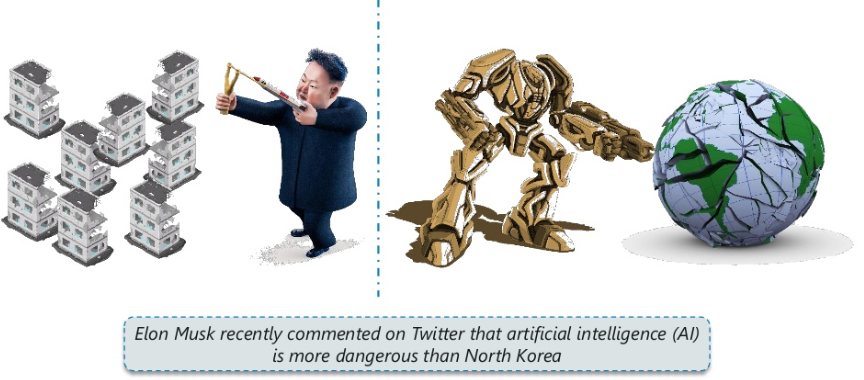 Elon Musk recently commented on Twitter that artificial intelligence (AI)
is more dangerous than North Korea